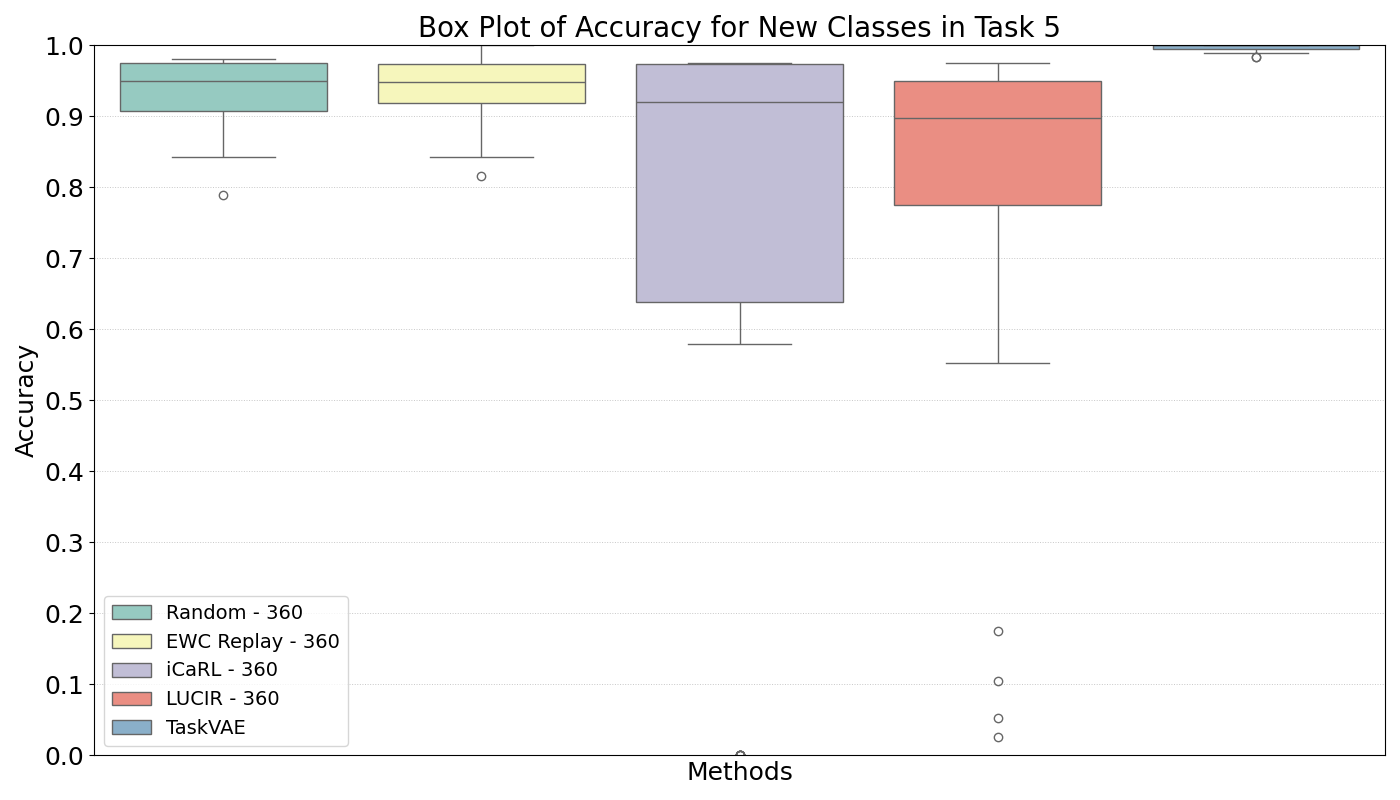 Box Plot of Accuracy for New Classes in Task 5
1.0
0.9
0.8
0.7
0.6
0.5
0.4
0.3
0.2
0.1
0.0
Accuracy
Random - 360
EWC Replay - 360
iCaRL - 360
LUCIR - 360
TaskVAE
Methods